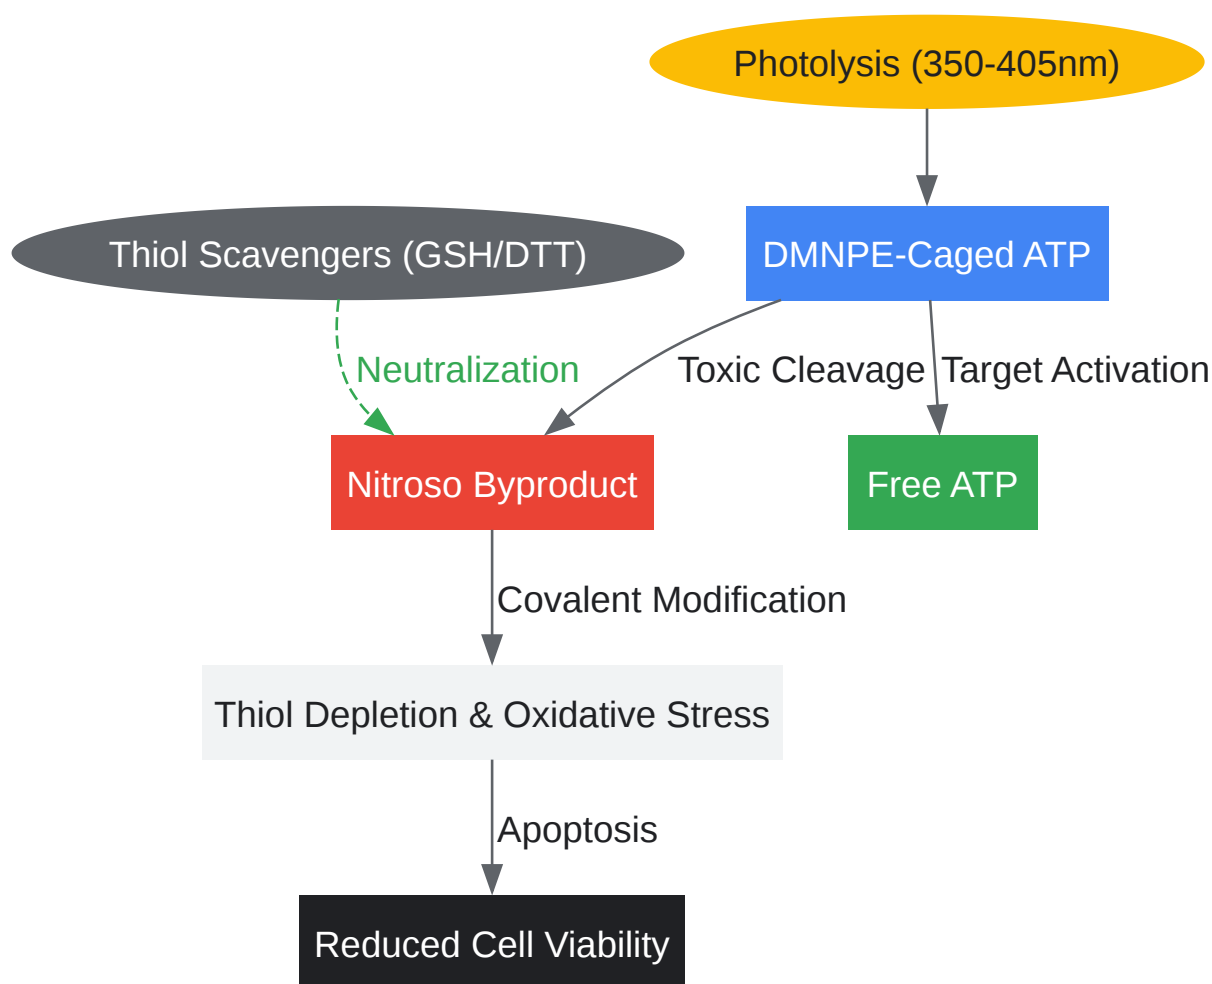 Photolysis (350-405nm)
Thiol Scavengers (GSH/DTT)
DMNPE-Caged ATP
Neutralization
Toxic Cleavage
Target Activation
Nitroso Byproduct
Free ATP
Covalent Modification
Thiol Depletion & Oxidative Stress
Apoptosis
Reduced Cell Viability